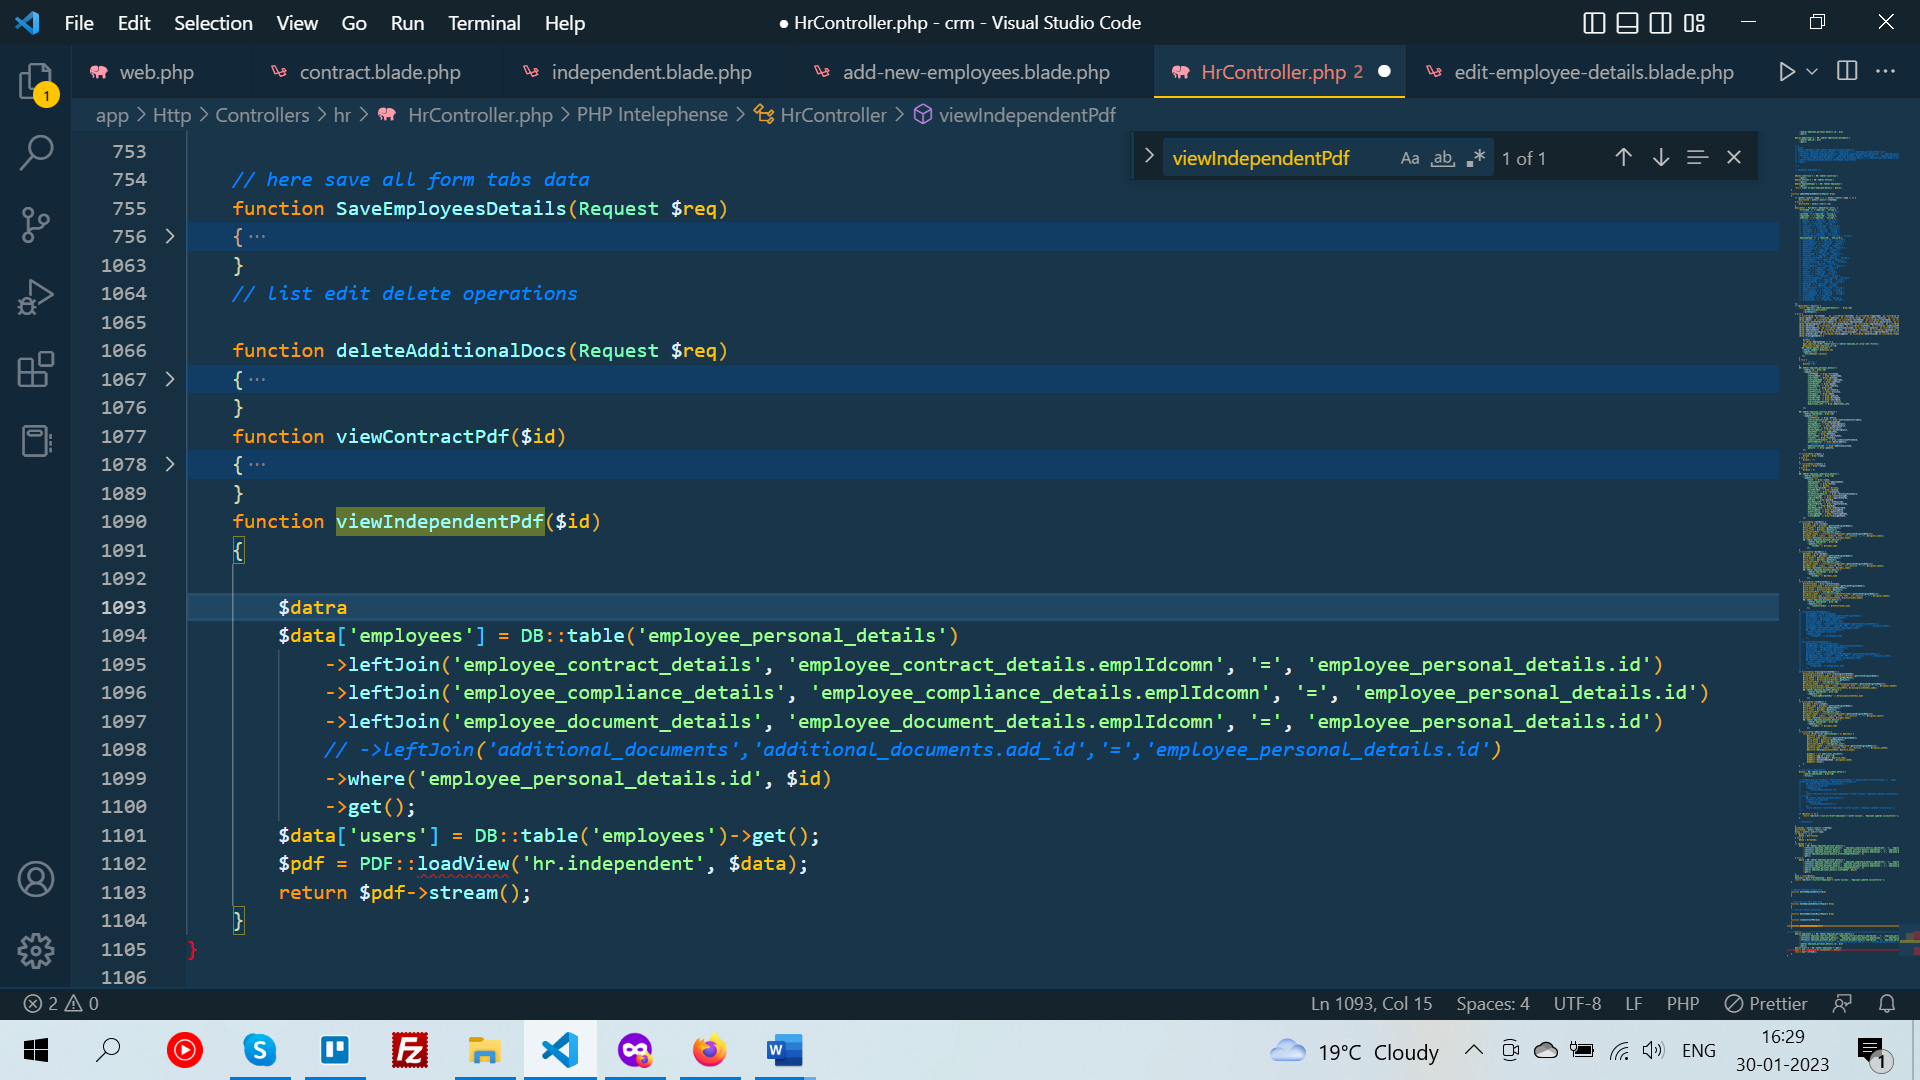 File Edit Selection View Go Run Terminal Help
● HrController.php - crm - Visual Studio Code
web.php
contract.blade.php
independent.blade.php
add-new-employees.blade.php
HrController.php 2 ●
edit-employee-details.blade.php
1
app > Http > Controllers > hr > HrController.php > PHP Intelephense > HrController > viewIndependentPdf
viewIndependentPdf Aa ab .* 1 of 1
753
754 // here save all form tabs data
755 function SaveEmployeesDetails(Request $req)
756 { ···
1063 }
1064 // list edit delete operations
1065
1066 function deleteAdditionalDocs(Request $req)
1067 { ···
1076 }
1077 function viewContractPdf($id)
1078 { ···
1089 }
1090 function viewIndependentPdf($id)
1091 {
1092
1093 $datra
1094 $data['employees'] = DB::table('employee_personal_details')
1095 ->leftJoin('employee_contract_details', 'employee_contract_details.emplIdcomn', '=', 'employee_personal_details.id')
1096 ->leftJoin('employee_compliance_details', 'employee_compliance_details.emplIdcomn', '=', 'employee_personal_details.id')
1097 ->leftJoin('employee_document_details', 'employee_document_details.emplIdcomn', '=', 'employee_personal_details.id')
1098 // ->leftJoin('additional_documents','additional_documents.add_id','=','employee_personal_details.id')
1099 ->where('employee_personal_details.id', $id)
1100 ->get();
1101 $data['users'] = DB::table('employees')->get();
1102 $pdf = PDF::loadView('hr.independent', $data);
1103 return $pdf->stream();
1104 }
1105 }
1106
2 0
Ln 1093, Col 15 Spaces: 4 UTF-8 LF PHP Prettier
19°C Cloudy
ENG
16:29
30-01-2023
1